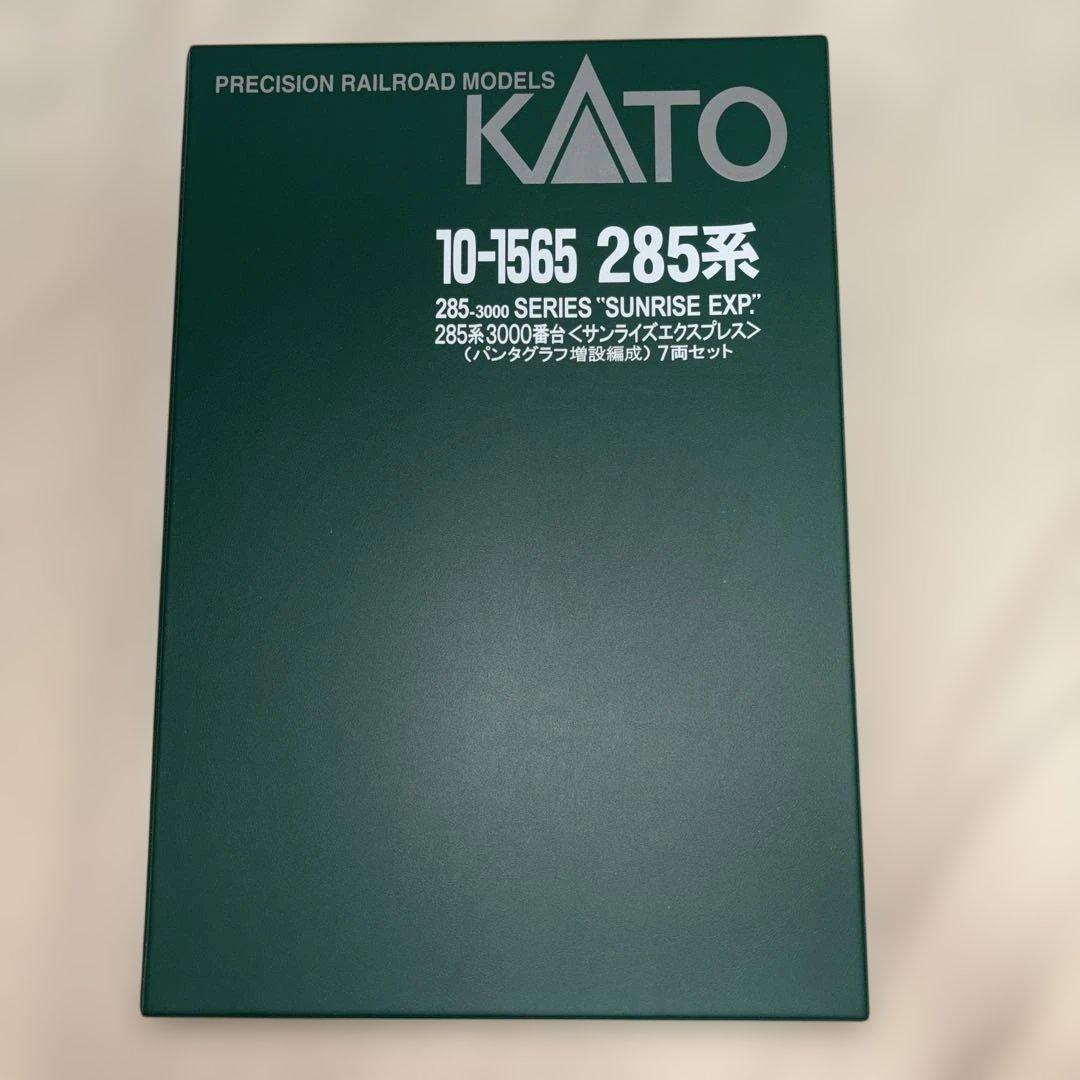 PRECISION RAILROAD MODELS
KATO
10-1565 285系
285-3000 SERIES "SUNRISE EXP."
285系3000番台<サンライズエクスプレス>
(パンタグラフ増設編成) 7両セット